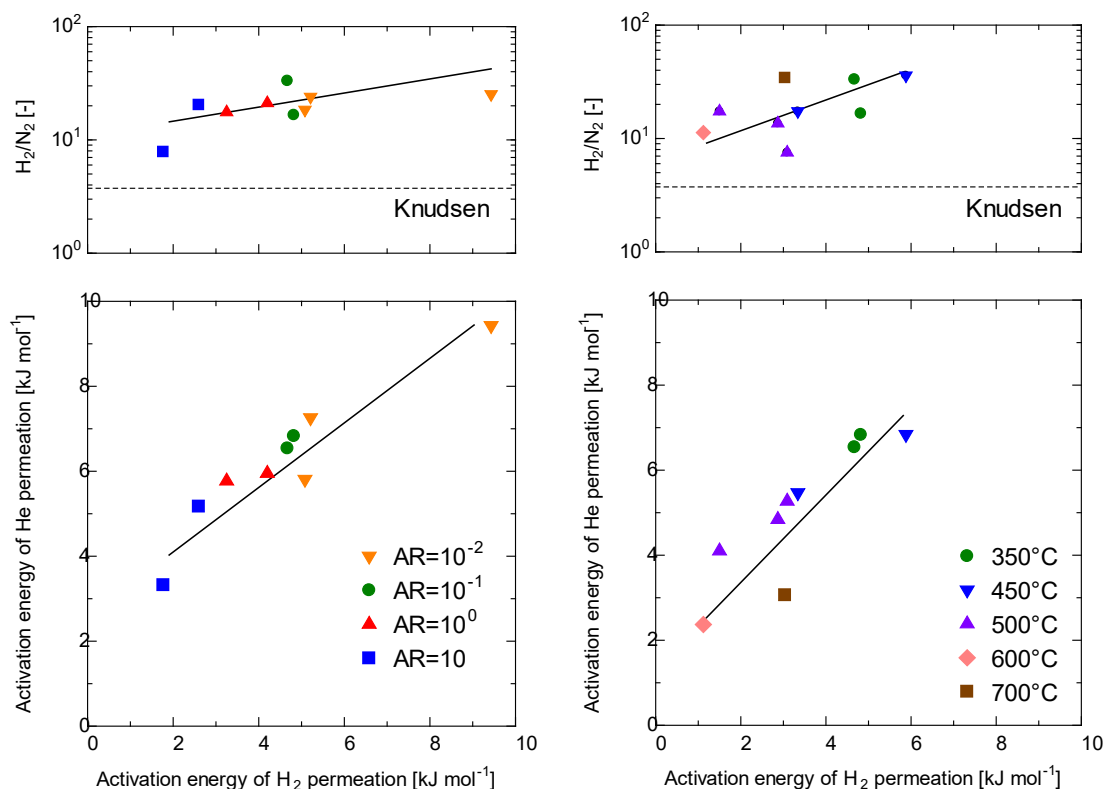 10²
10¹
10⁰
H₂/N₂ [-]
Knudsen
10²
10¹
10⁰
H₂/N₂ [-]
Knudsen
10
8
6
4
2
0
Activation energy of He permeation [kJ mol⁻¹]
AR=10⁻²
AR=10⁻¹
AR=10⁰
AR=10
0 2 4 6 8 10
Activation energy of H₂ permeation [kJ mol⁻¹]
10
8
6
4
2
0
Activation energy of He permeation [kJ mol⁻¹]
350°C
450°C
500°C
600°C
700°C
0 2 4 6 8 10
Activation energy of H₂ permeation [kJ mol⁻¹]